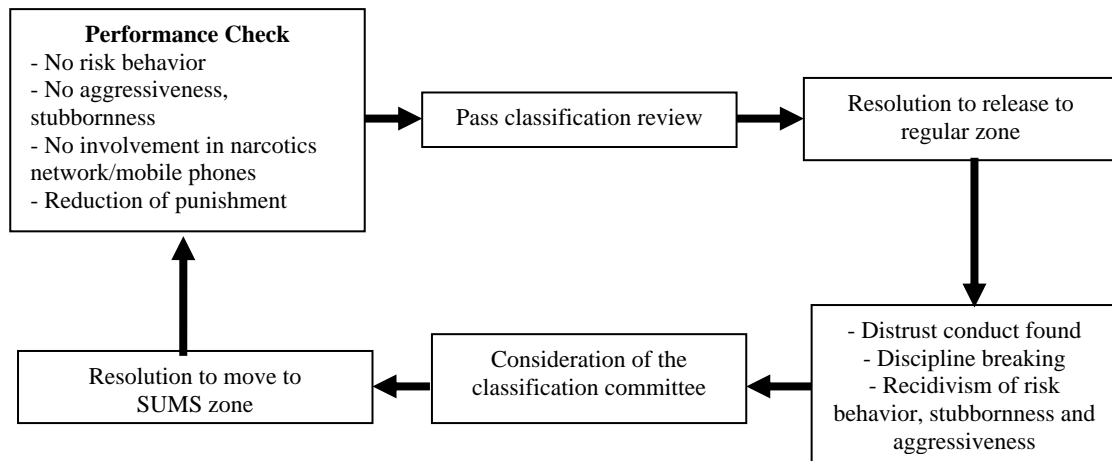 Performance Check
- No risk behavior
- No aggressiveness,
stubbornness
- No involvement in narcotics
network/mobile phones
- Reduction of punishment
Pass classification review
Resolution to release to
regular zone
- Distrust conduct found
- Discipline breaking
- Recidivism of risk
behavior, stubbornness and
aggressiveness
Consideration of the
classification committee
Resolution to move to
SUMS zone